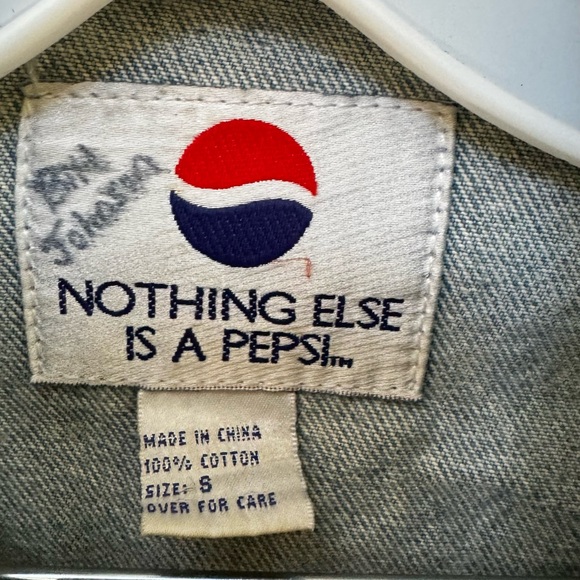 Johnson
NOTHING ELSE
IS A PEPSI™
MADE IN CHINA
100% COTTON
SIZE: S
OVER FOR CARE